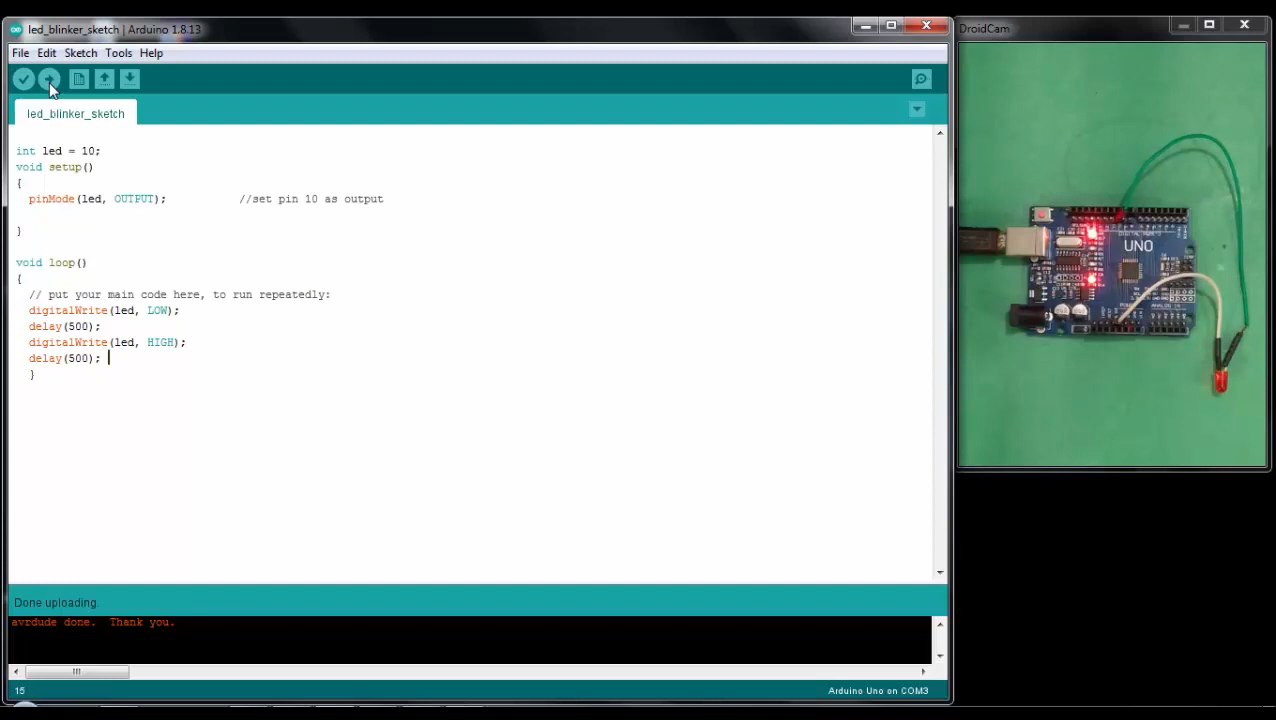 led_blinker_sketch | Arduino 1.8.13
File Edit Sketch Tools Help
led_blinker_sketch
int led = 10;
void setup()
{
pinMode(led, OUTPUT); //set pin 10 as output
}
void loop()
{
// put your main code here, to run repeatedly:
digitalWrite(led, LOW);
delay(500);
digitalWrite(led, HIGH);
delay(500);
}
Done uploading.
avrdude done. Thank you.
15
Arduino Uno on COM3
DroidCam
UNO